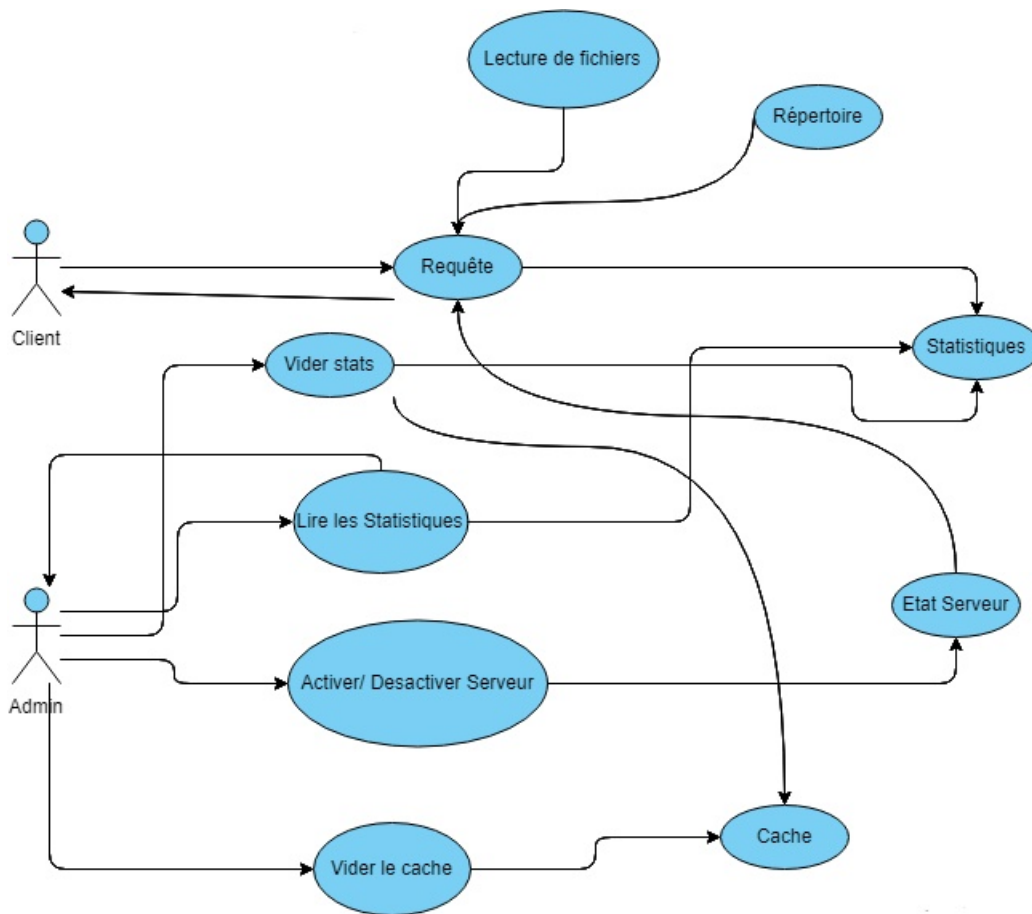 Lecture de fichiers
Répertoire
Requête
Client
Statistiques
Vider stats
Lire les Statistiques
Etat Serveur
Activer/ Desactiver Serveur
Admin
Cache
Vider le cache